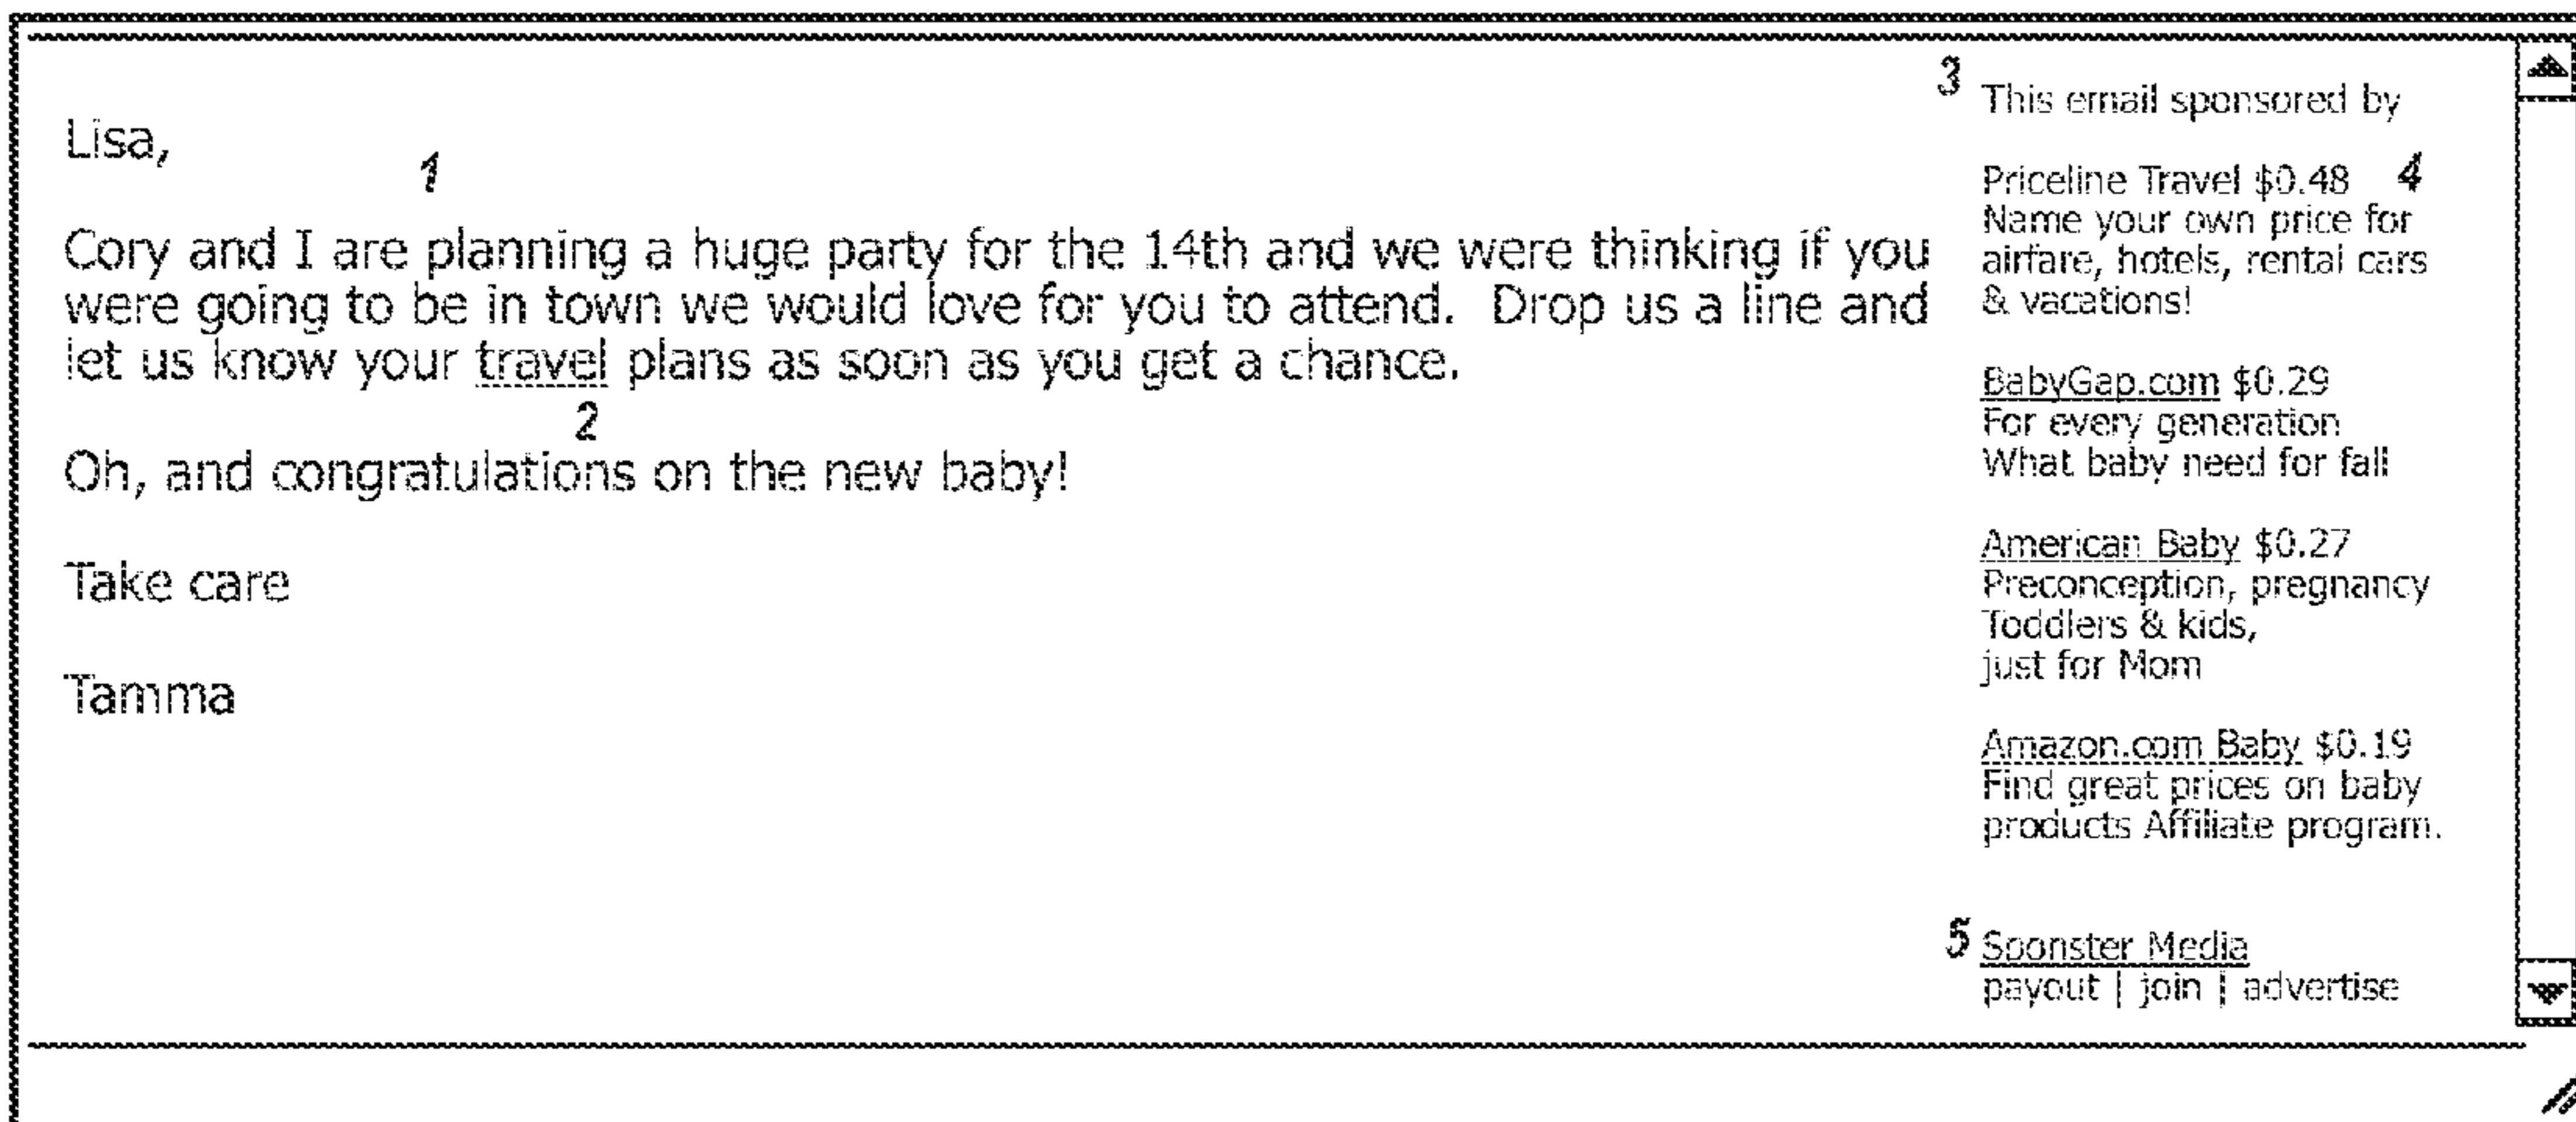 Lisa,
1
Cory and I are planning a huge party for the 14th and we were thinking if you
were going to be in town we would love for you to attend.  Drop us a line and
let us know your travel plans as soon as you get a chance.
2
Oh, and congratulations on the new baby!
Take care
Tamma
3
This email sponsored by
Priceline Travel $0.48 4
Name your own price for
airfare, hotels, rental cars
& vacations!
BabyGap.com $0.29
For every generation
What baby need for fall
American Baby $0.27
Preconception, pregnancy
Toddlers & kids,
just for Mom
Amazon.com Baby $0.19
Find great prices on baby
products Affiliate program.
5 Sponster Media
payout | join | advertise